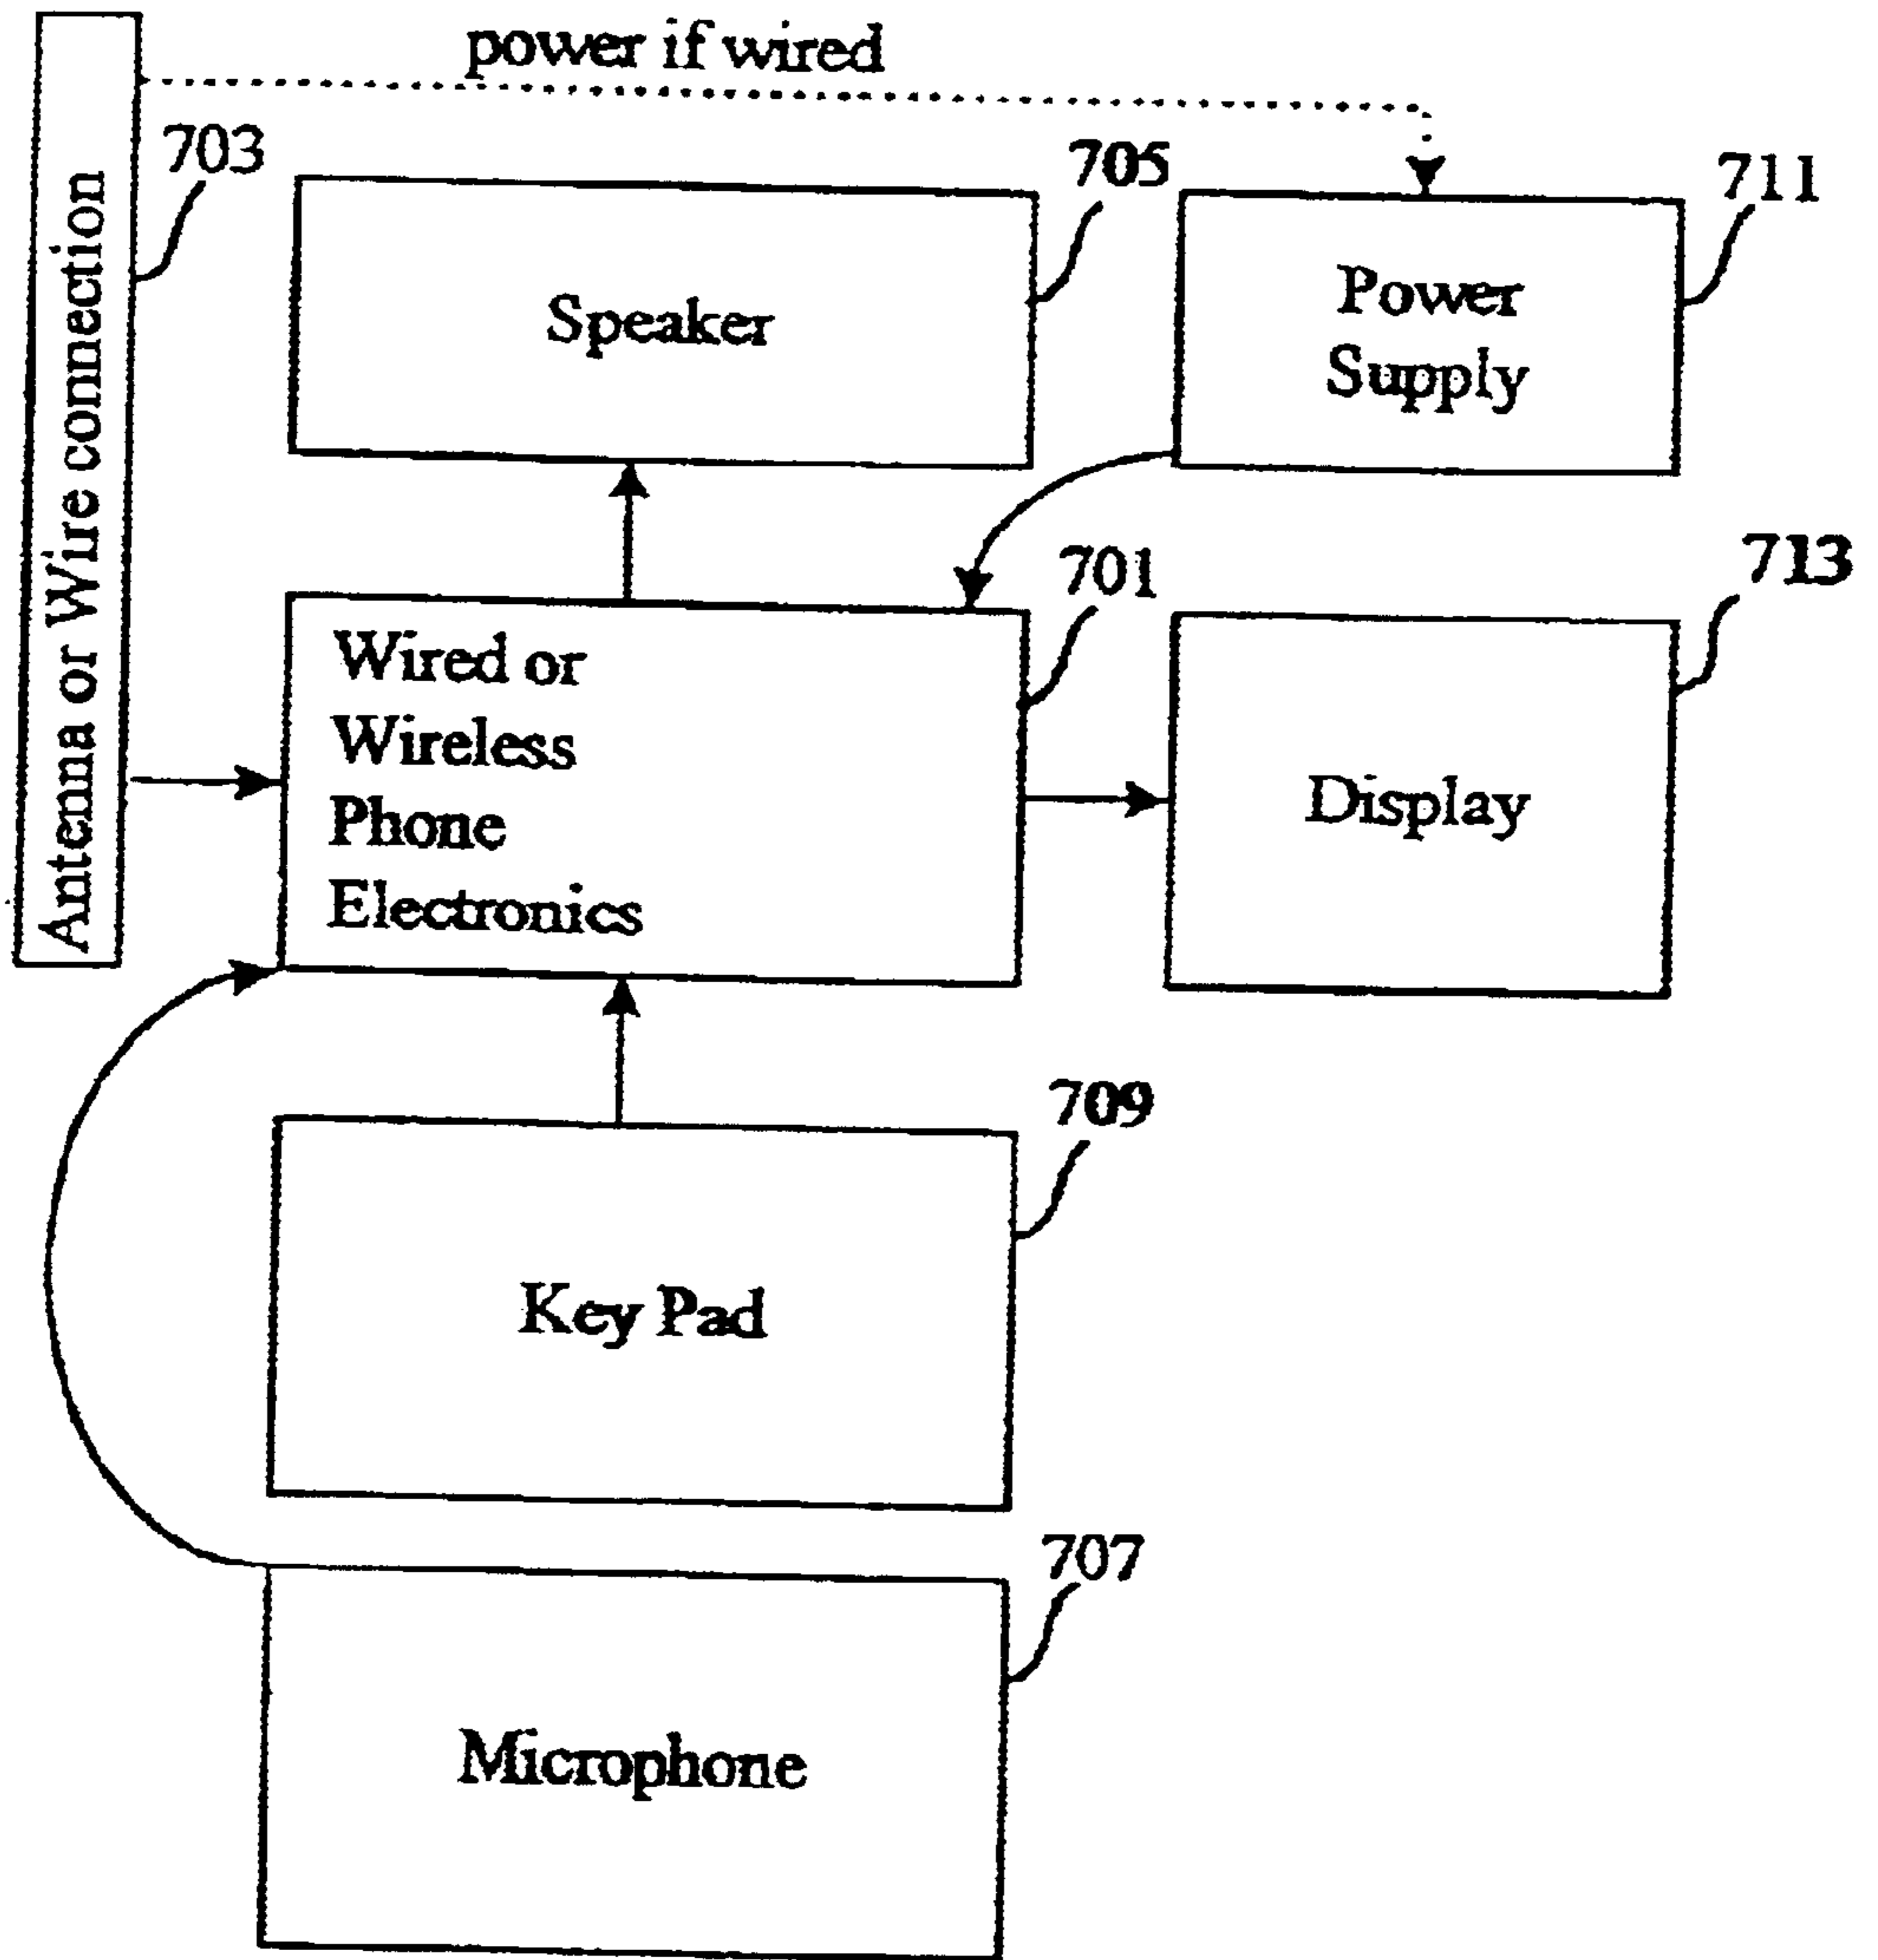 power if wired
703
705
711
Antenna or Wire connection
Speaker
Power
Supply
701
713
Wired or
Wireless
Phone
Electronics
Display
709
Key Pad
707
Microphone